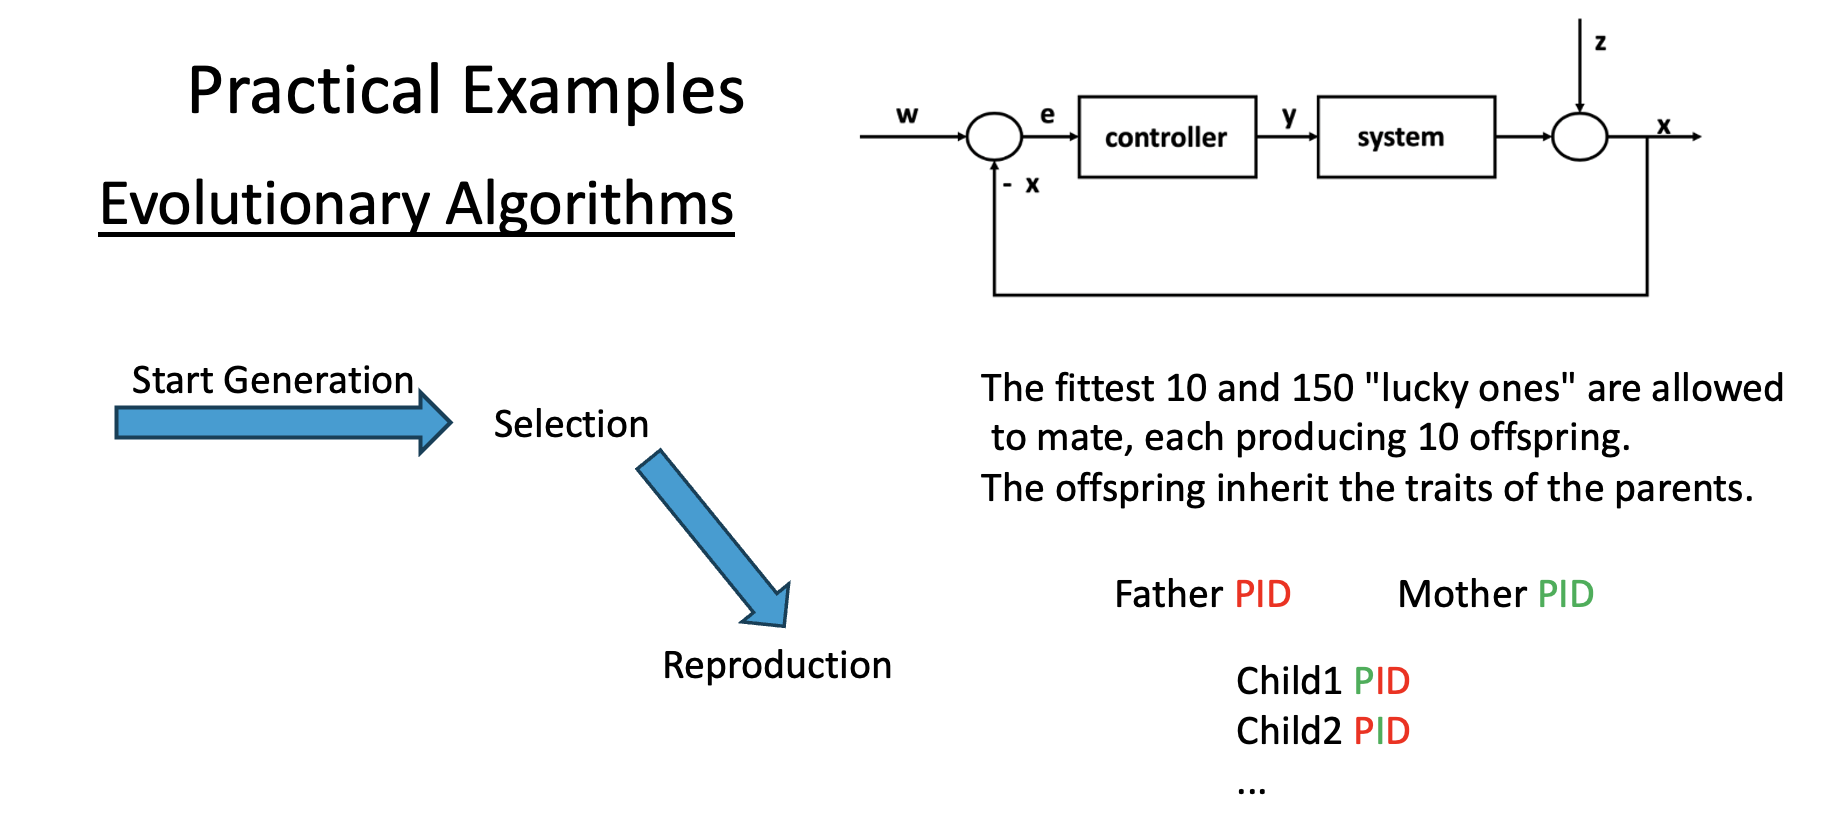 Practical Examples
Evolutionary Algorithms
z
w
e
controller
y
system
x
- x
Start Generation
Selection
Reproduction
The fittest 10 and 150 "lucky ones" are allowed
to mate, each producing 10 offspring.
The offspring inherit the traits of the parents.
Father PID
Mother PID
Child1 PID
Child2 PID
...